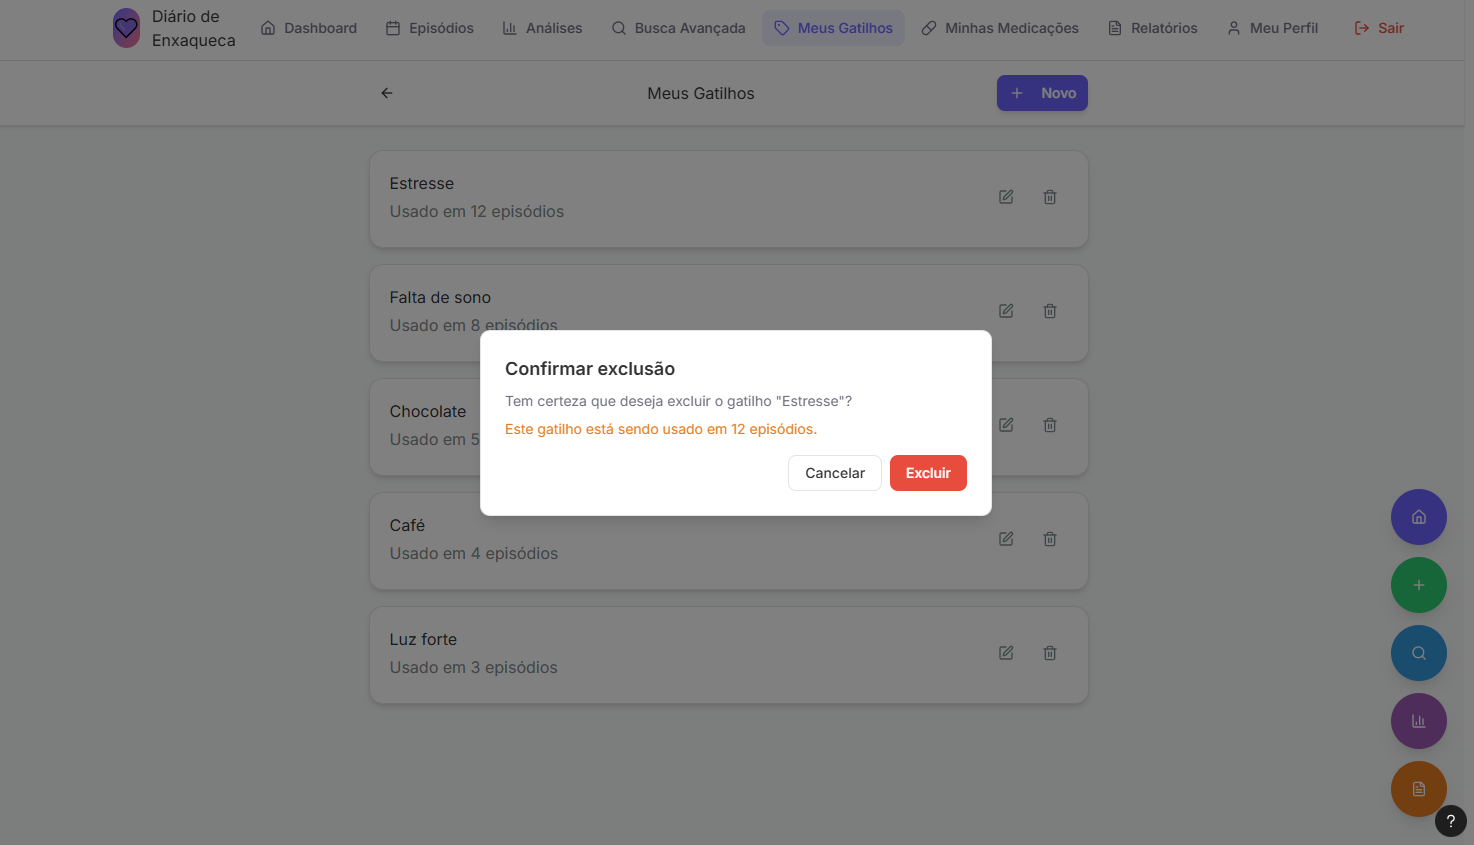 Diário de
Enxaqueca
Dashboard
Episódios
Análises
Busca Avançada
Meus Gatilhos
Minhas Medicações
Relatórios
Meu Perfil
Sair
Meus Gatilhos
Novo
Estresse
Usado em 12 episódios
Falta de sono
Usado em 8 episódios
Confirmar exclusão
Tem certeza que deseja excluir o gatilho "Estresse"?
Este gatilho está sendo usado em 12 episódios.
Cancelar
Excluir
Chocolate
Usado em 5
Café
Usado em 4 episódios
Luz forte
Usado em 3 episódios
?